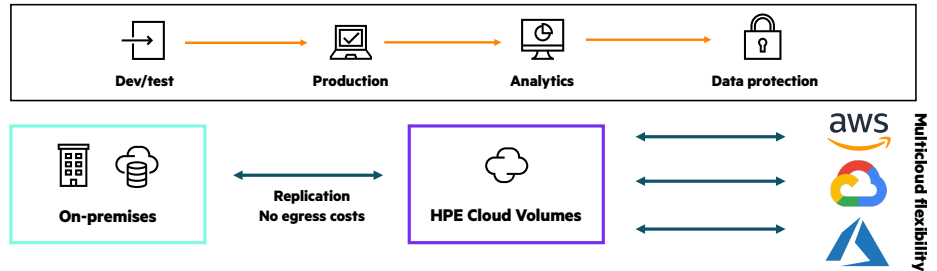 Dev/test
Production
Analytics
Data protection
On-premises
Replication
No egress costs
HPE Cloud Volumes
aws
Multicloud flexibility